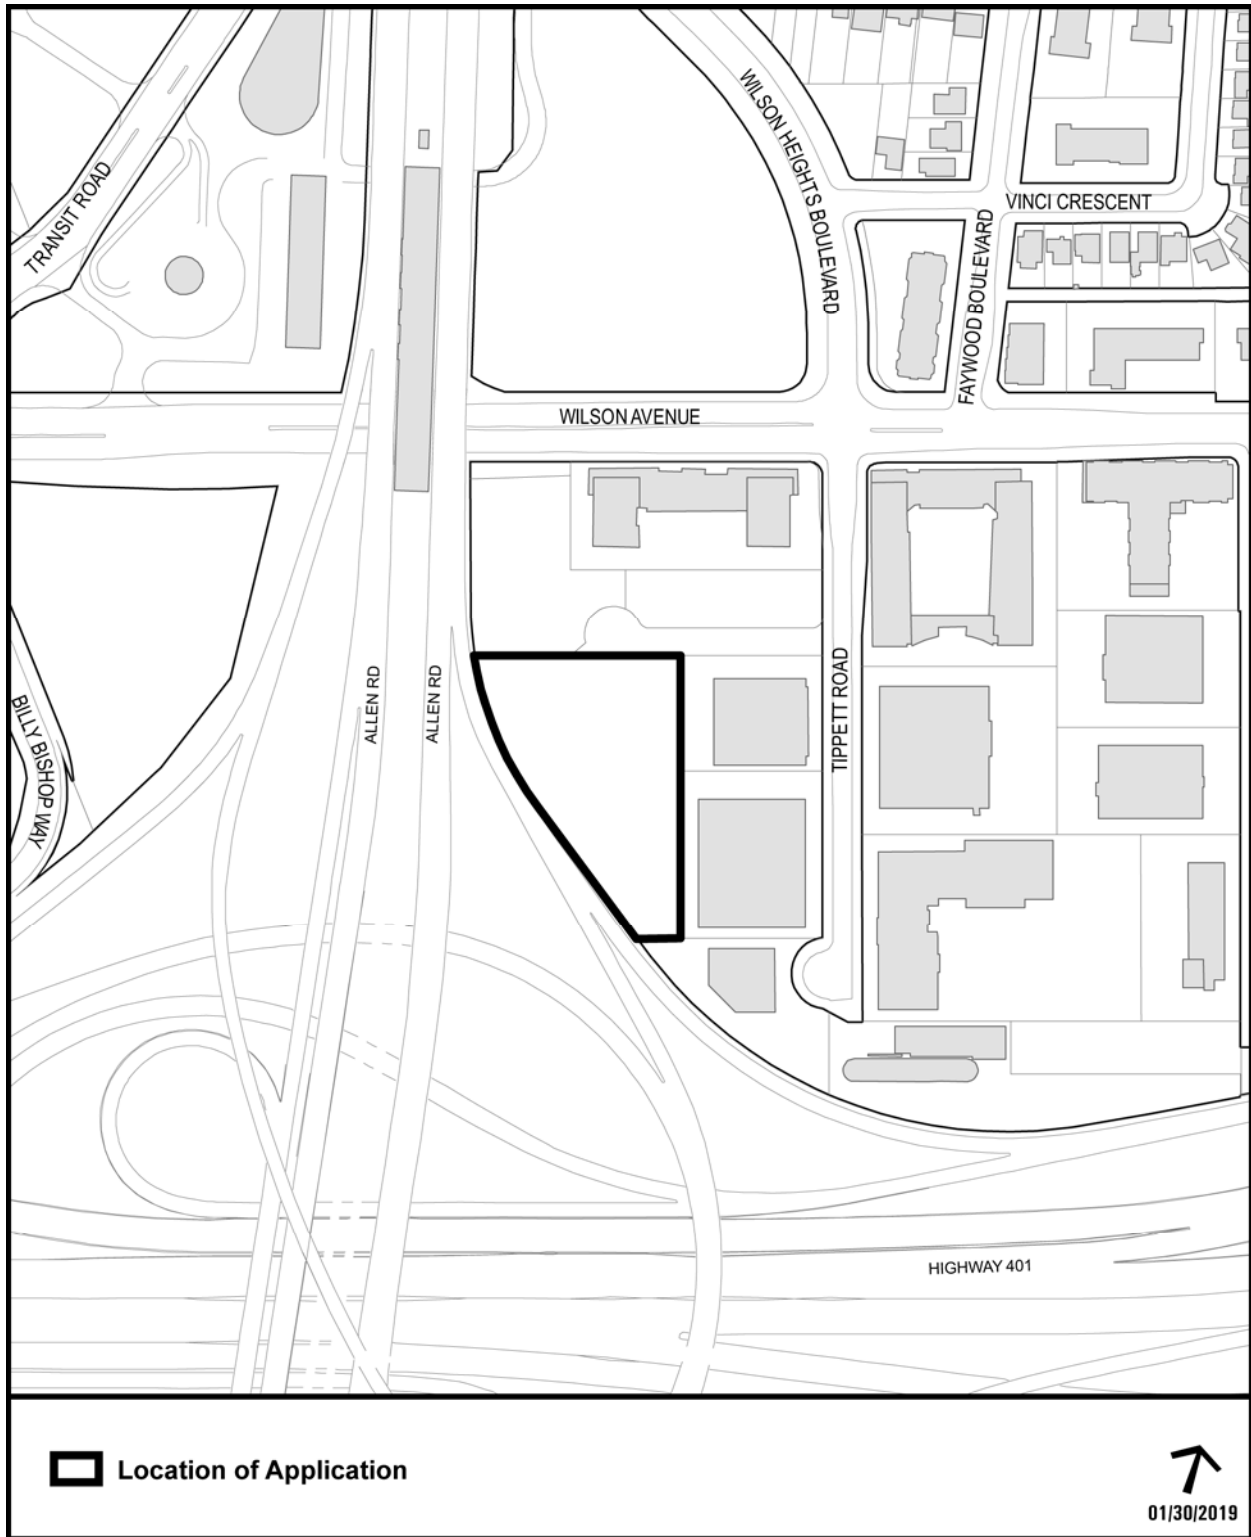 WILSON HEIGHTS BOULEVARD
TRANSIT ROAD
VINCI CRESCENT
FAYWOOD BOULEVARD
WILSON AVENUE
ALLEN RD
ALLEN RD
TIPPETT ROAD
BILLY BISHOP WAY
HIGHWAY 401
Location of Application
01/30/2019